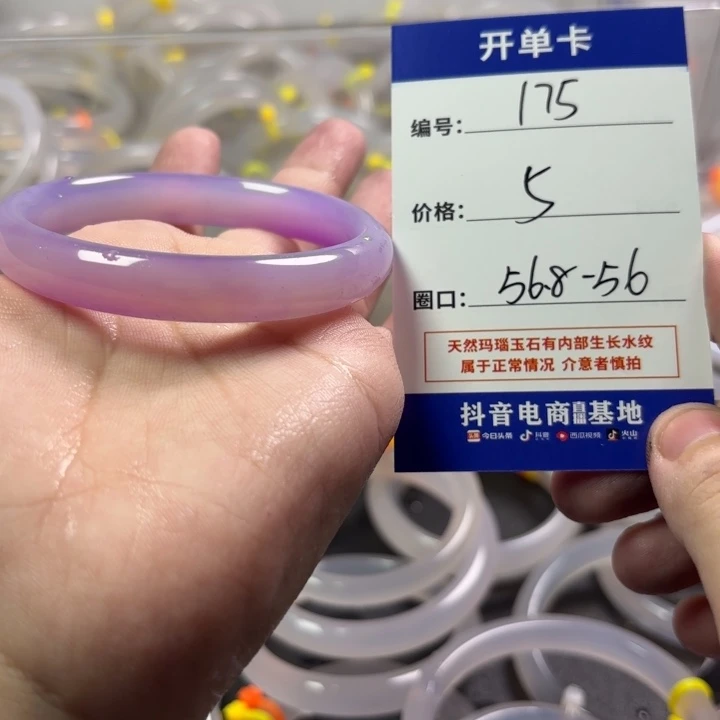 开单卡
编号: 175
价格: 5
圈口: 56.8-56
天然玛瑙玉石有内部生长水纹
属于正常情况 介意者慎拍
抖音电商直播基地
今日头条 抖音 西瓜视频 火山